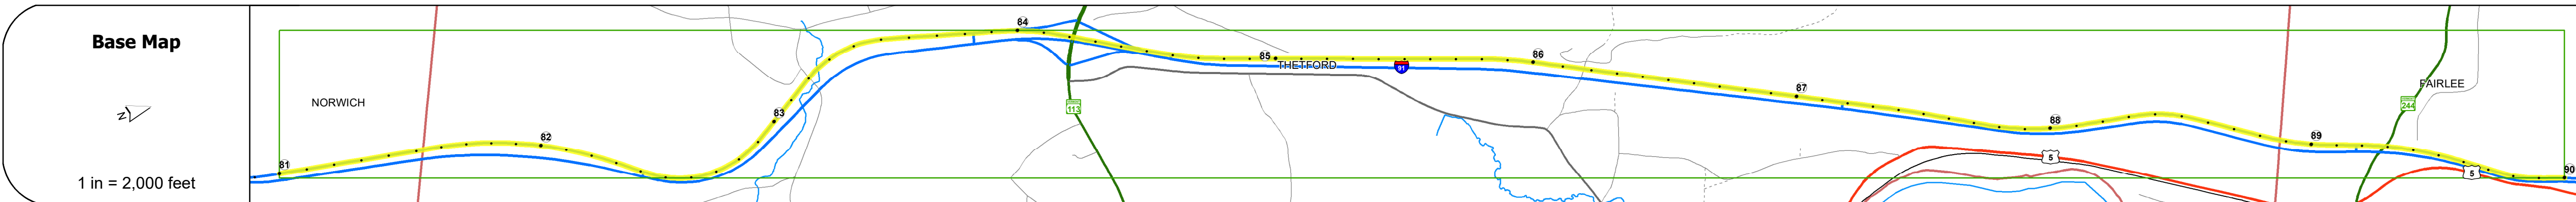 Base Map
N
1 in = 2,000 feet
NORWICH
81
82
83
84
113
85
THETFORD
91
86
87
88
5
89
244
FAIRLEE
5
90